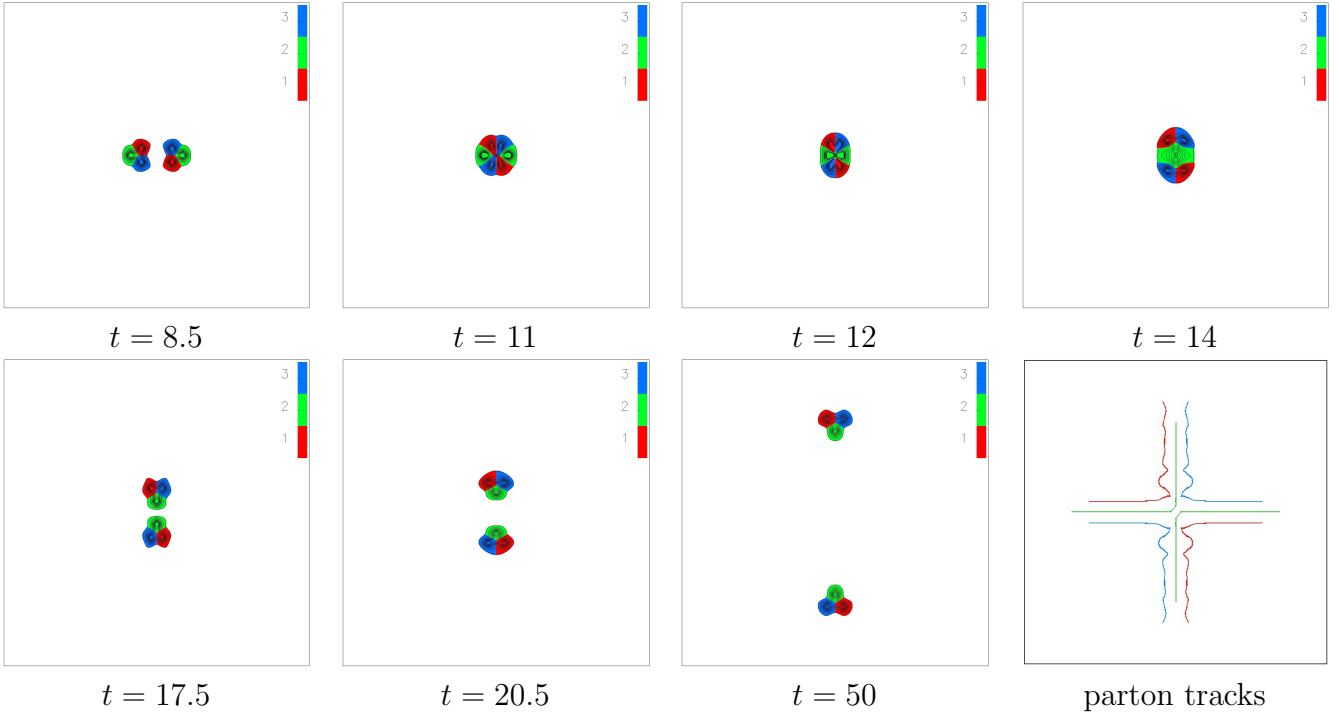 3
2
1
3
2
1
3
2
1
3
2
1
t = 8.5
t = 11
t = 12
t = 14
3
2
1
3
2
1
3
2
1
t = 17.5
t = 20.5
t = 50
parton tracks